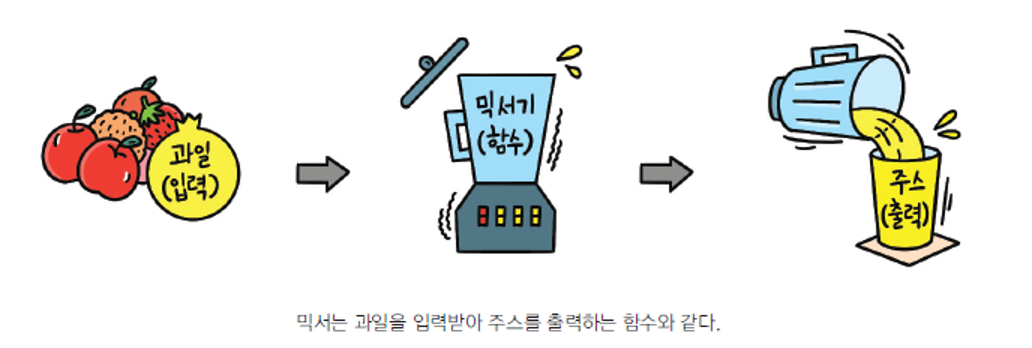 과일
(입력)
믹서기
(함수)
주스
(출력)
믹서는 과일을 입력받아 주스를 출력하는 함수와 같다.